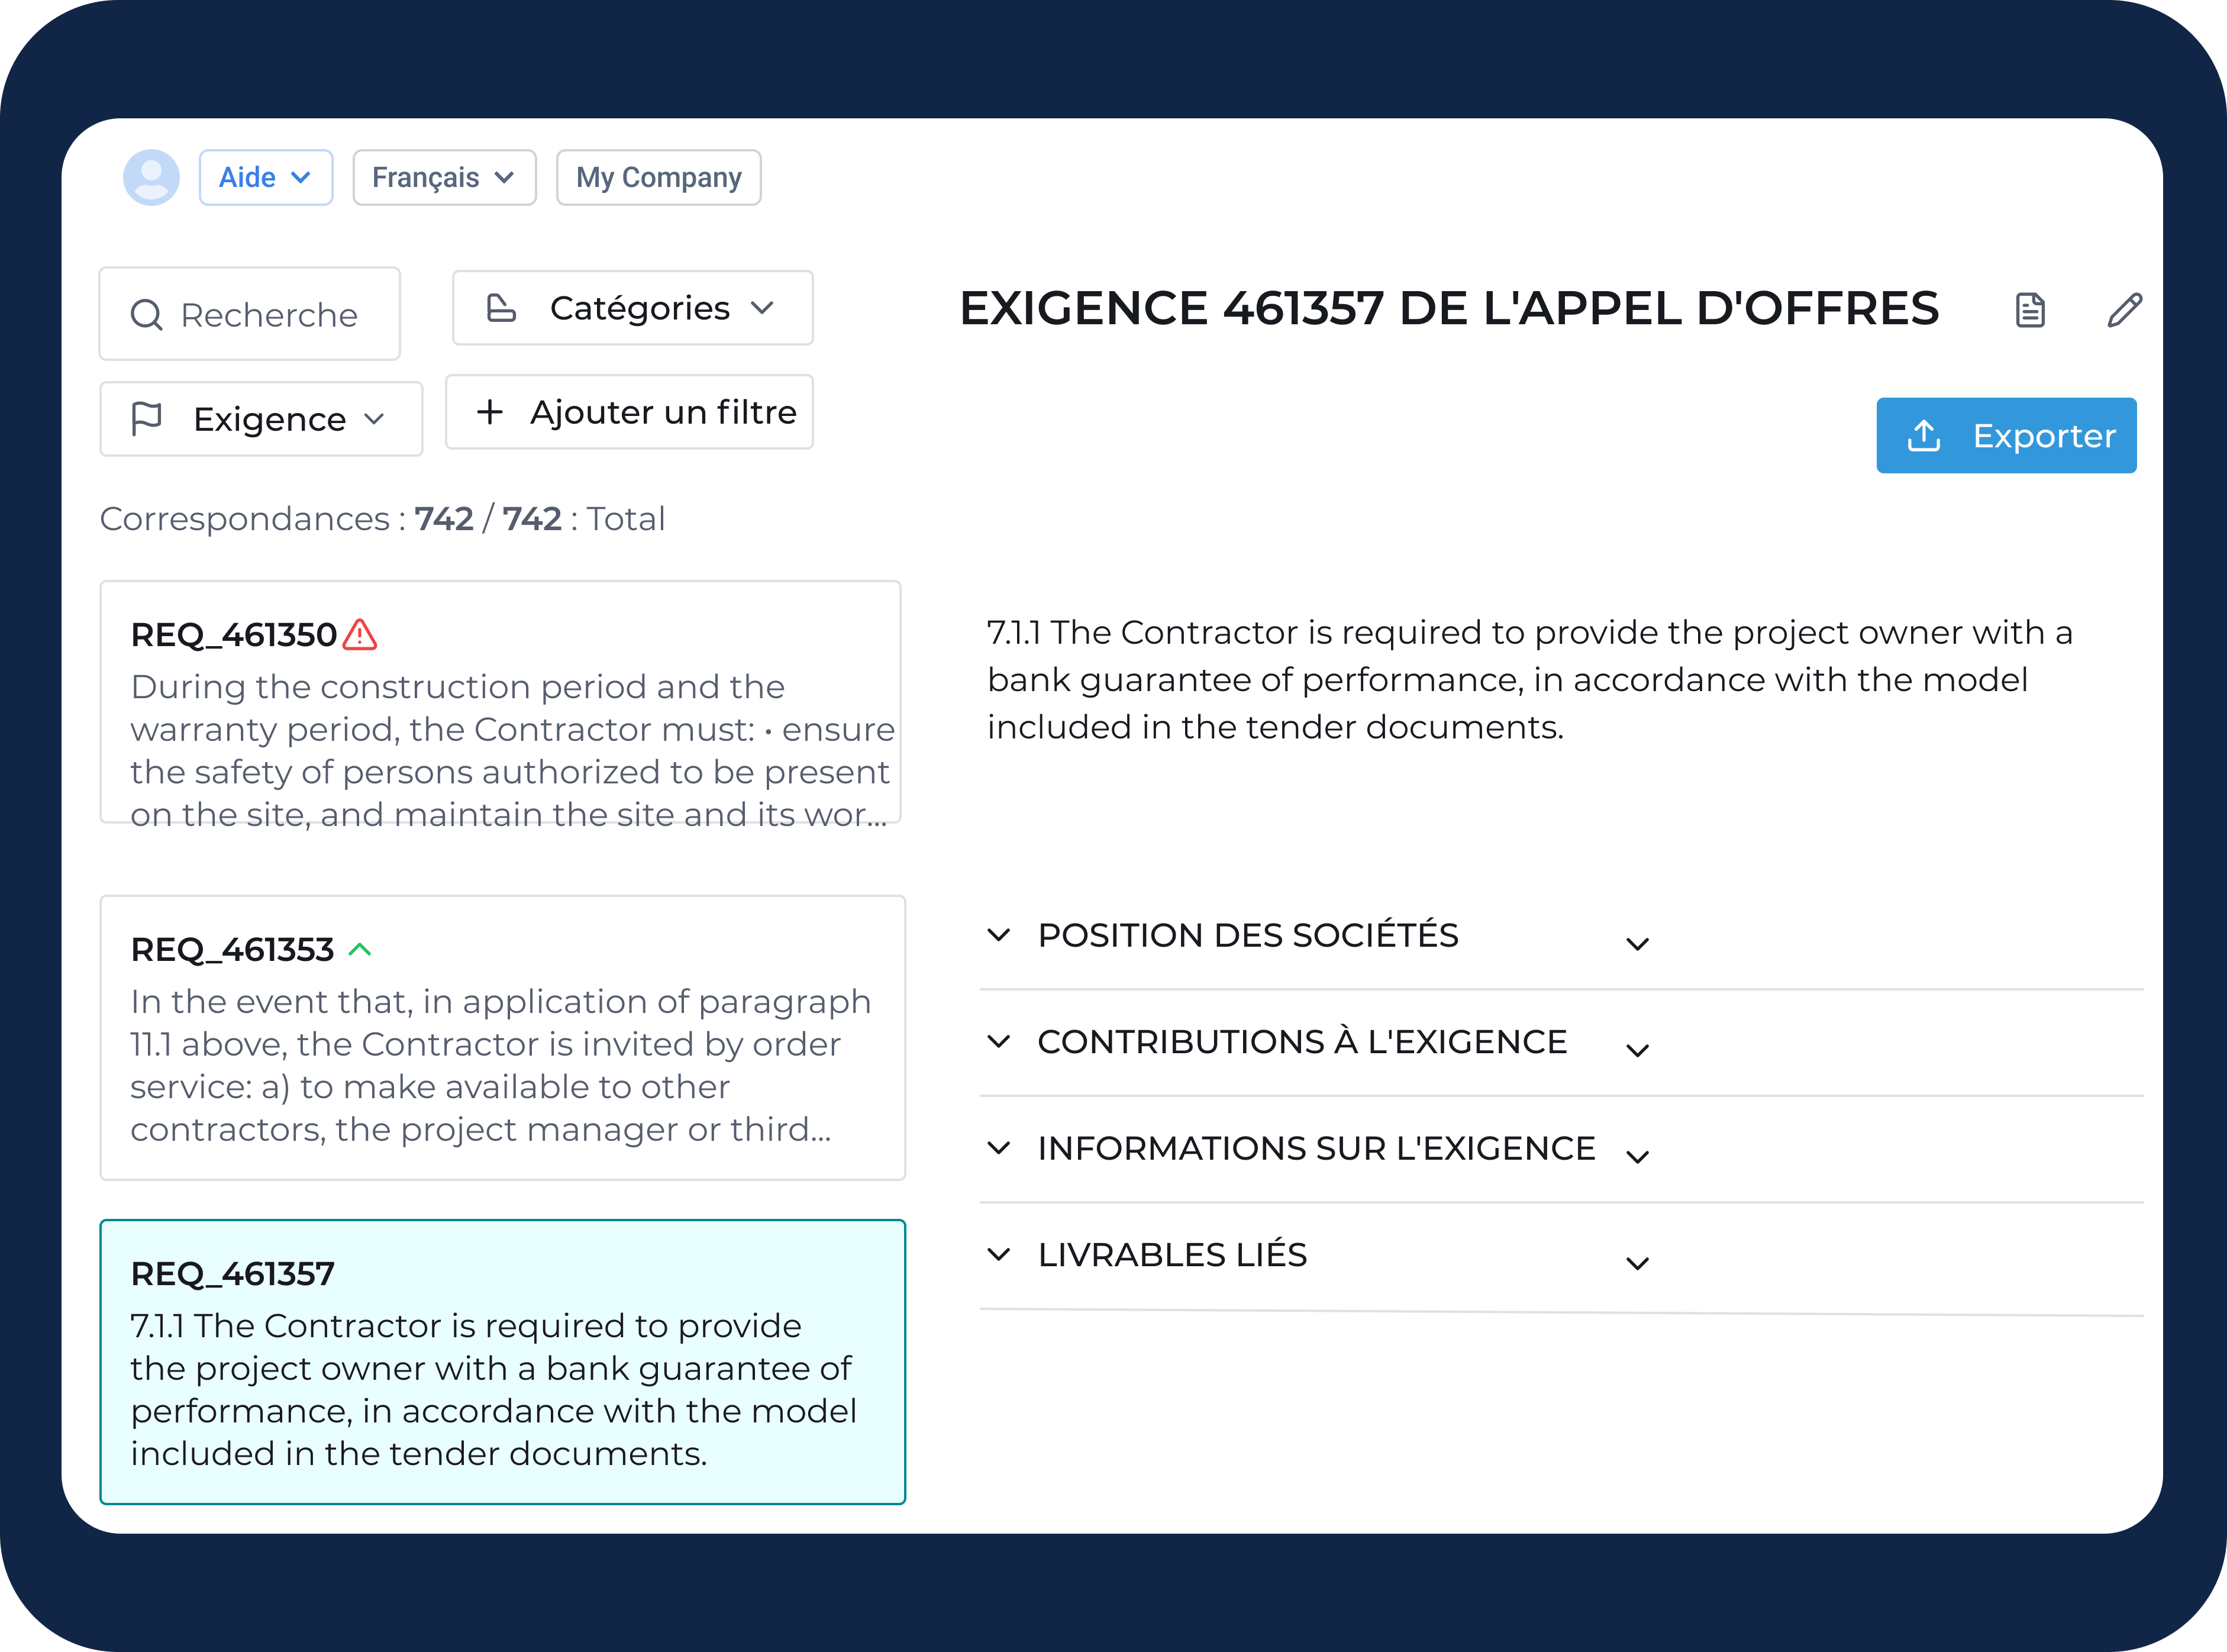 Aide
Français
My Company
Recherche
Catégories
Exigence
Ajouter un filtre
Correspondances : 742 / 742 : Total
REQ_461350
During the construction period and the
warranty period, the Contractor must: • ensure
the safety of persons authorized to be present
on the site, and maintain the site and its wor...
REQ_461353
In the event that, in application of paragraph
11.1 above, the Contractor is invited by order
service: a) to make available to other
contractors, the project manager or third...
REQ_461357
7.1.1 The Contractor is required to provide
the project owner with a bank guarantee of
performance, in accordance with the model
included in the tender documents.
EXIGENCE 461357 DE L'APPEL D'OFFRES
Exporter
7.1.1 The Contractor is required to provide the project owner with a
bank guarantee of performance, in accordance with the model
included in the tender documents.
POSITION DES SOCIÉTÉS
CONTRIBUTIONS À L'EXIGENCE
INFORMATIONS SUR L'EXIGENCE
LIVRABLES LIÉS